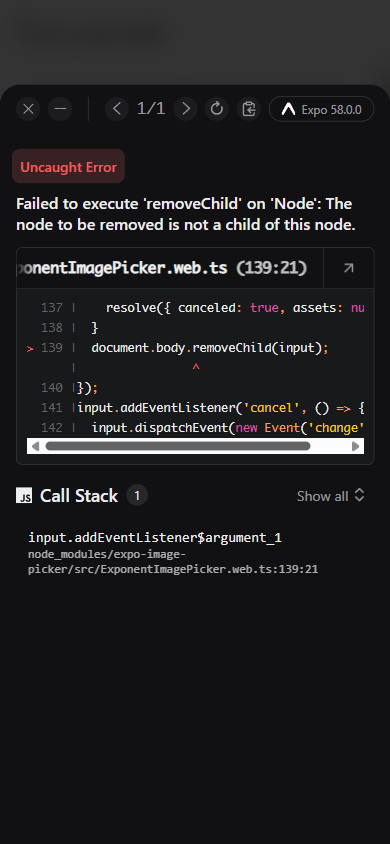 1/1
Expo 58.0.0
Uncaught Error
Failed to execute 'removeChild' on 'Node': The
node to be removed is not a child of this node.
ponentImagePicker.web.ts (139:21)
137 | resolve({ canceled: true, assets: nu
138 | }
> 139 | document.body.removeChild(input);
| ^
140 |});
141 |input.addEventListener('cancel', () => {
142 | input.dispatchEvent(new Event('change'
JS Call Stack 1
Show all
input.addEventListener$argument_1
node_modules/expo-image-
picker/src/ExponentImagePicker.web.ts:139:21